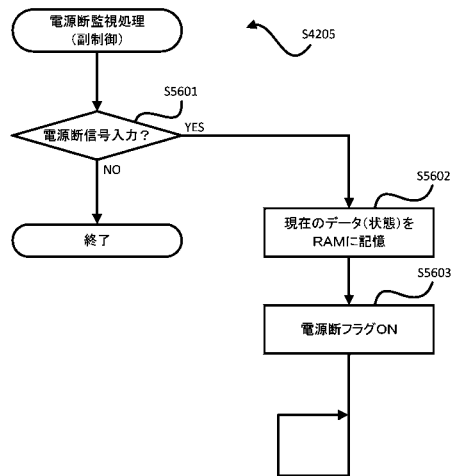 電源断監視処理
(副制御)
S4205
S5601
電源断信号入力？
YES
NO
S5602
終了
現在のデータ(状態)を
RAMに記憶
S5603
電源断フラグON